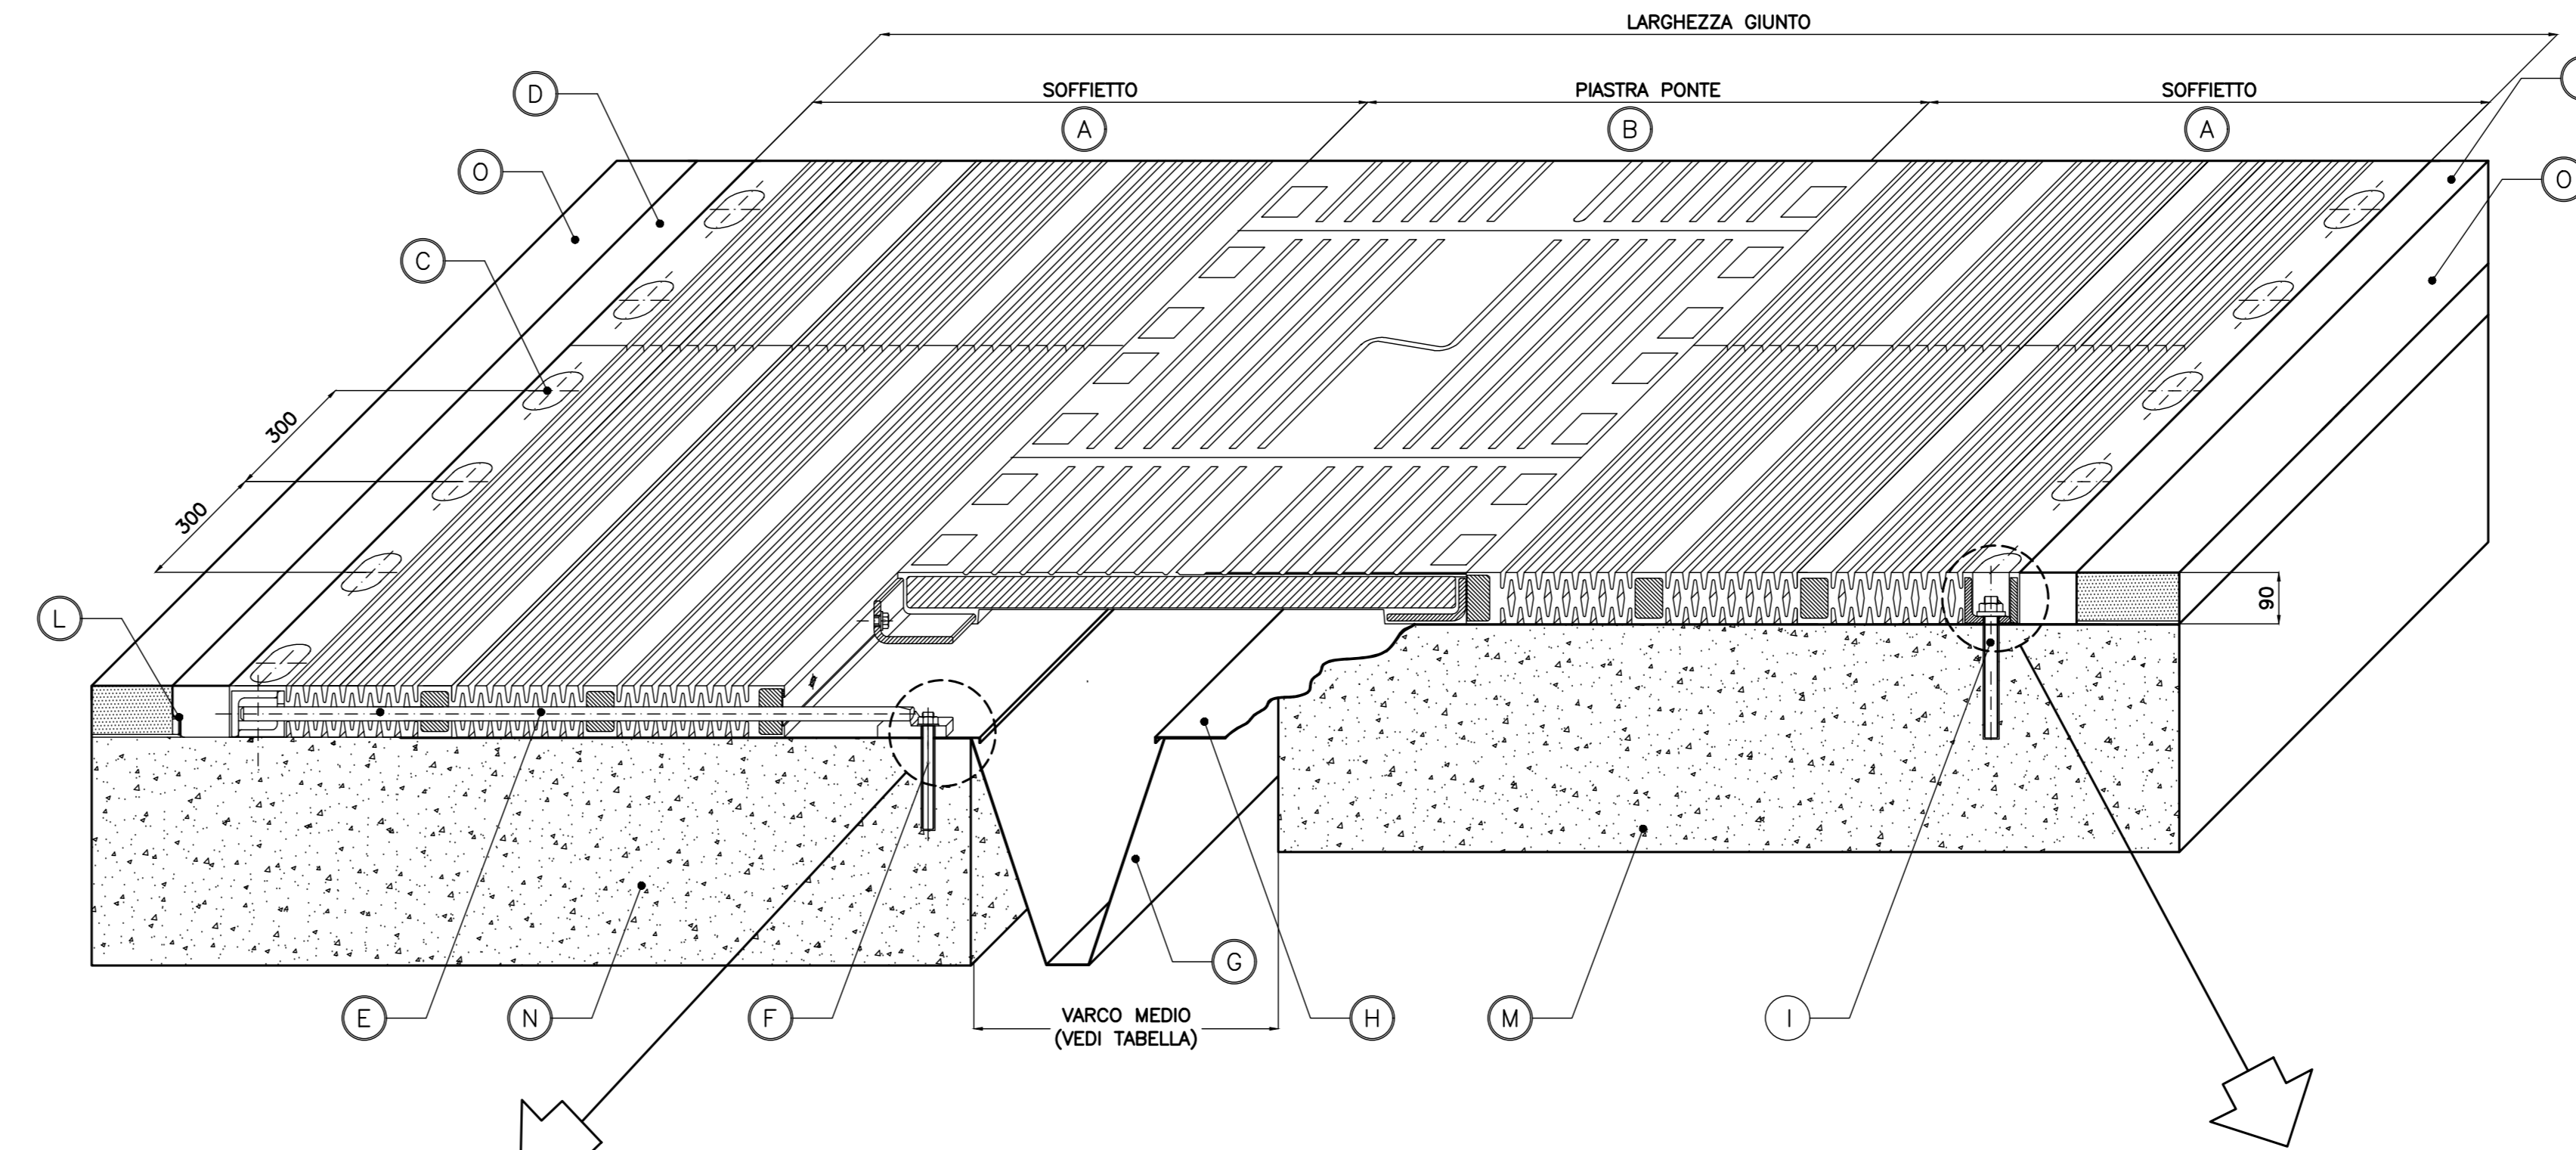 LARGHEZZA GIUNTO
SOFFIETTO
PIASTRA PONTE
SOFFIETTO
A
B
A
D
O
C
O
300
300
L
90
G
E
N
F
VARCO MEDIO
(VEDI TABELLA)
H
M
I